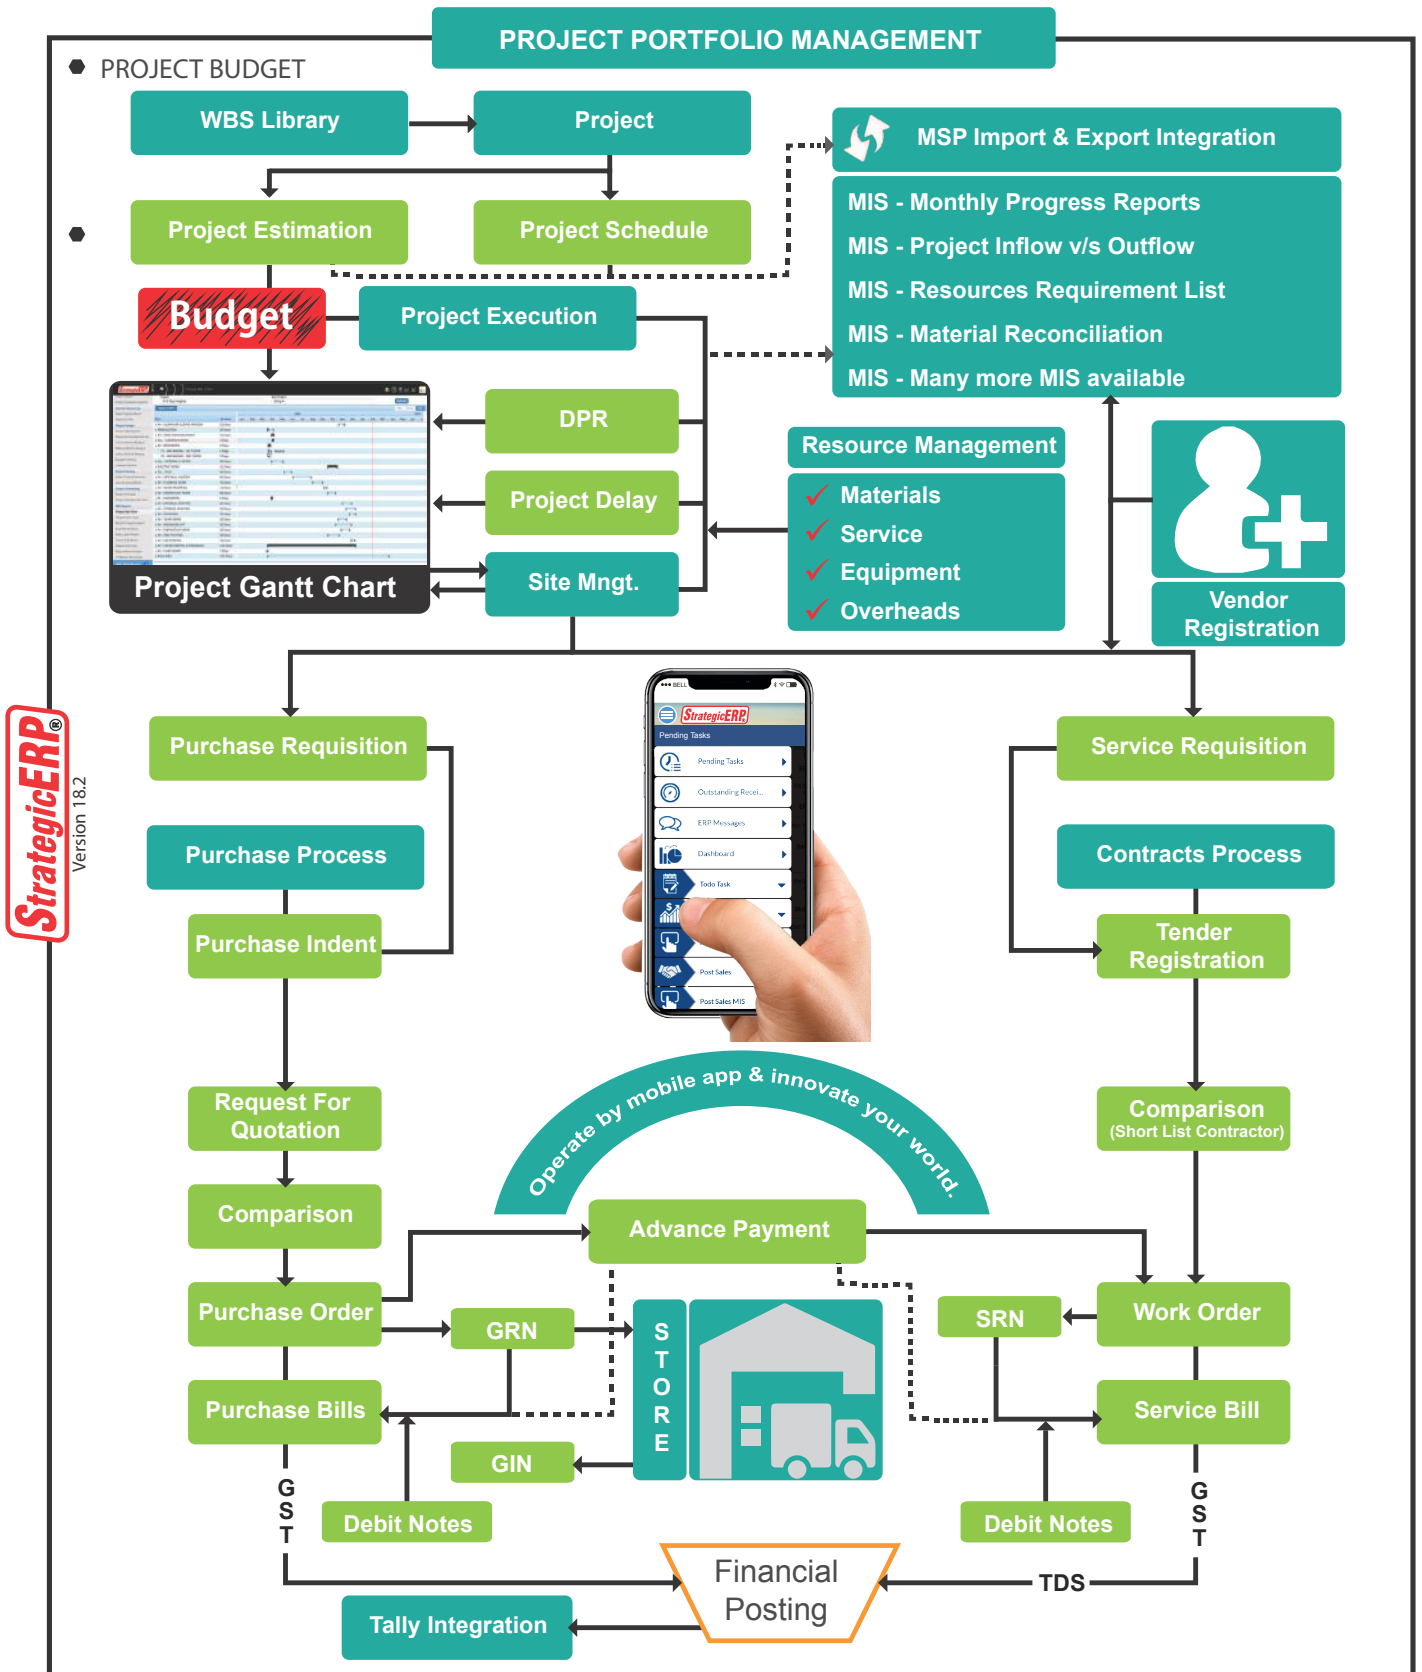 PROJECT PORTFOLIO MANAGEMENT
PROJECT BUDGET
WBS Library
Project
MSP Import & Export Integration
MIS - Monthly Progress Reports
MIS - Project Inflow v/s Outflow
MIS - Resources Requirement List
MIS - Material Reconciliation
MIS - Many more MIS available
Project Estimation
Project Schedule
Budget
Project Execution
DPR
Project Delay
Site Mngt.
Project Gantt Chart
Resource Management
Materials
Service
Equipment
Overheads
Vendor
Registration
StrategicERP®
Version 18.2
Purchase Requisition
Purchase Process
Purchase Indent
Request For
Quotation
Comparison
Purchase Order
Purchase Bills
BELL
StrategicERP
Pending Tasks
Pending Tasks
Outstanding Recei...
ERP Messages
Dashboard
Todo Task
Post Sales
Post Sales MIS
Operate by mobile app & innovate your world.
Service Requisition
Contracts Process
Tender
Registration
Comparison
(Short List Contractor)
Advance Payment
Work Order
GRN
STORE
SRN
Service Bill
GIN
GST
Debit Notes
Debit Notes
GST
Financial
Posting
TDS
Tally Integration